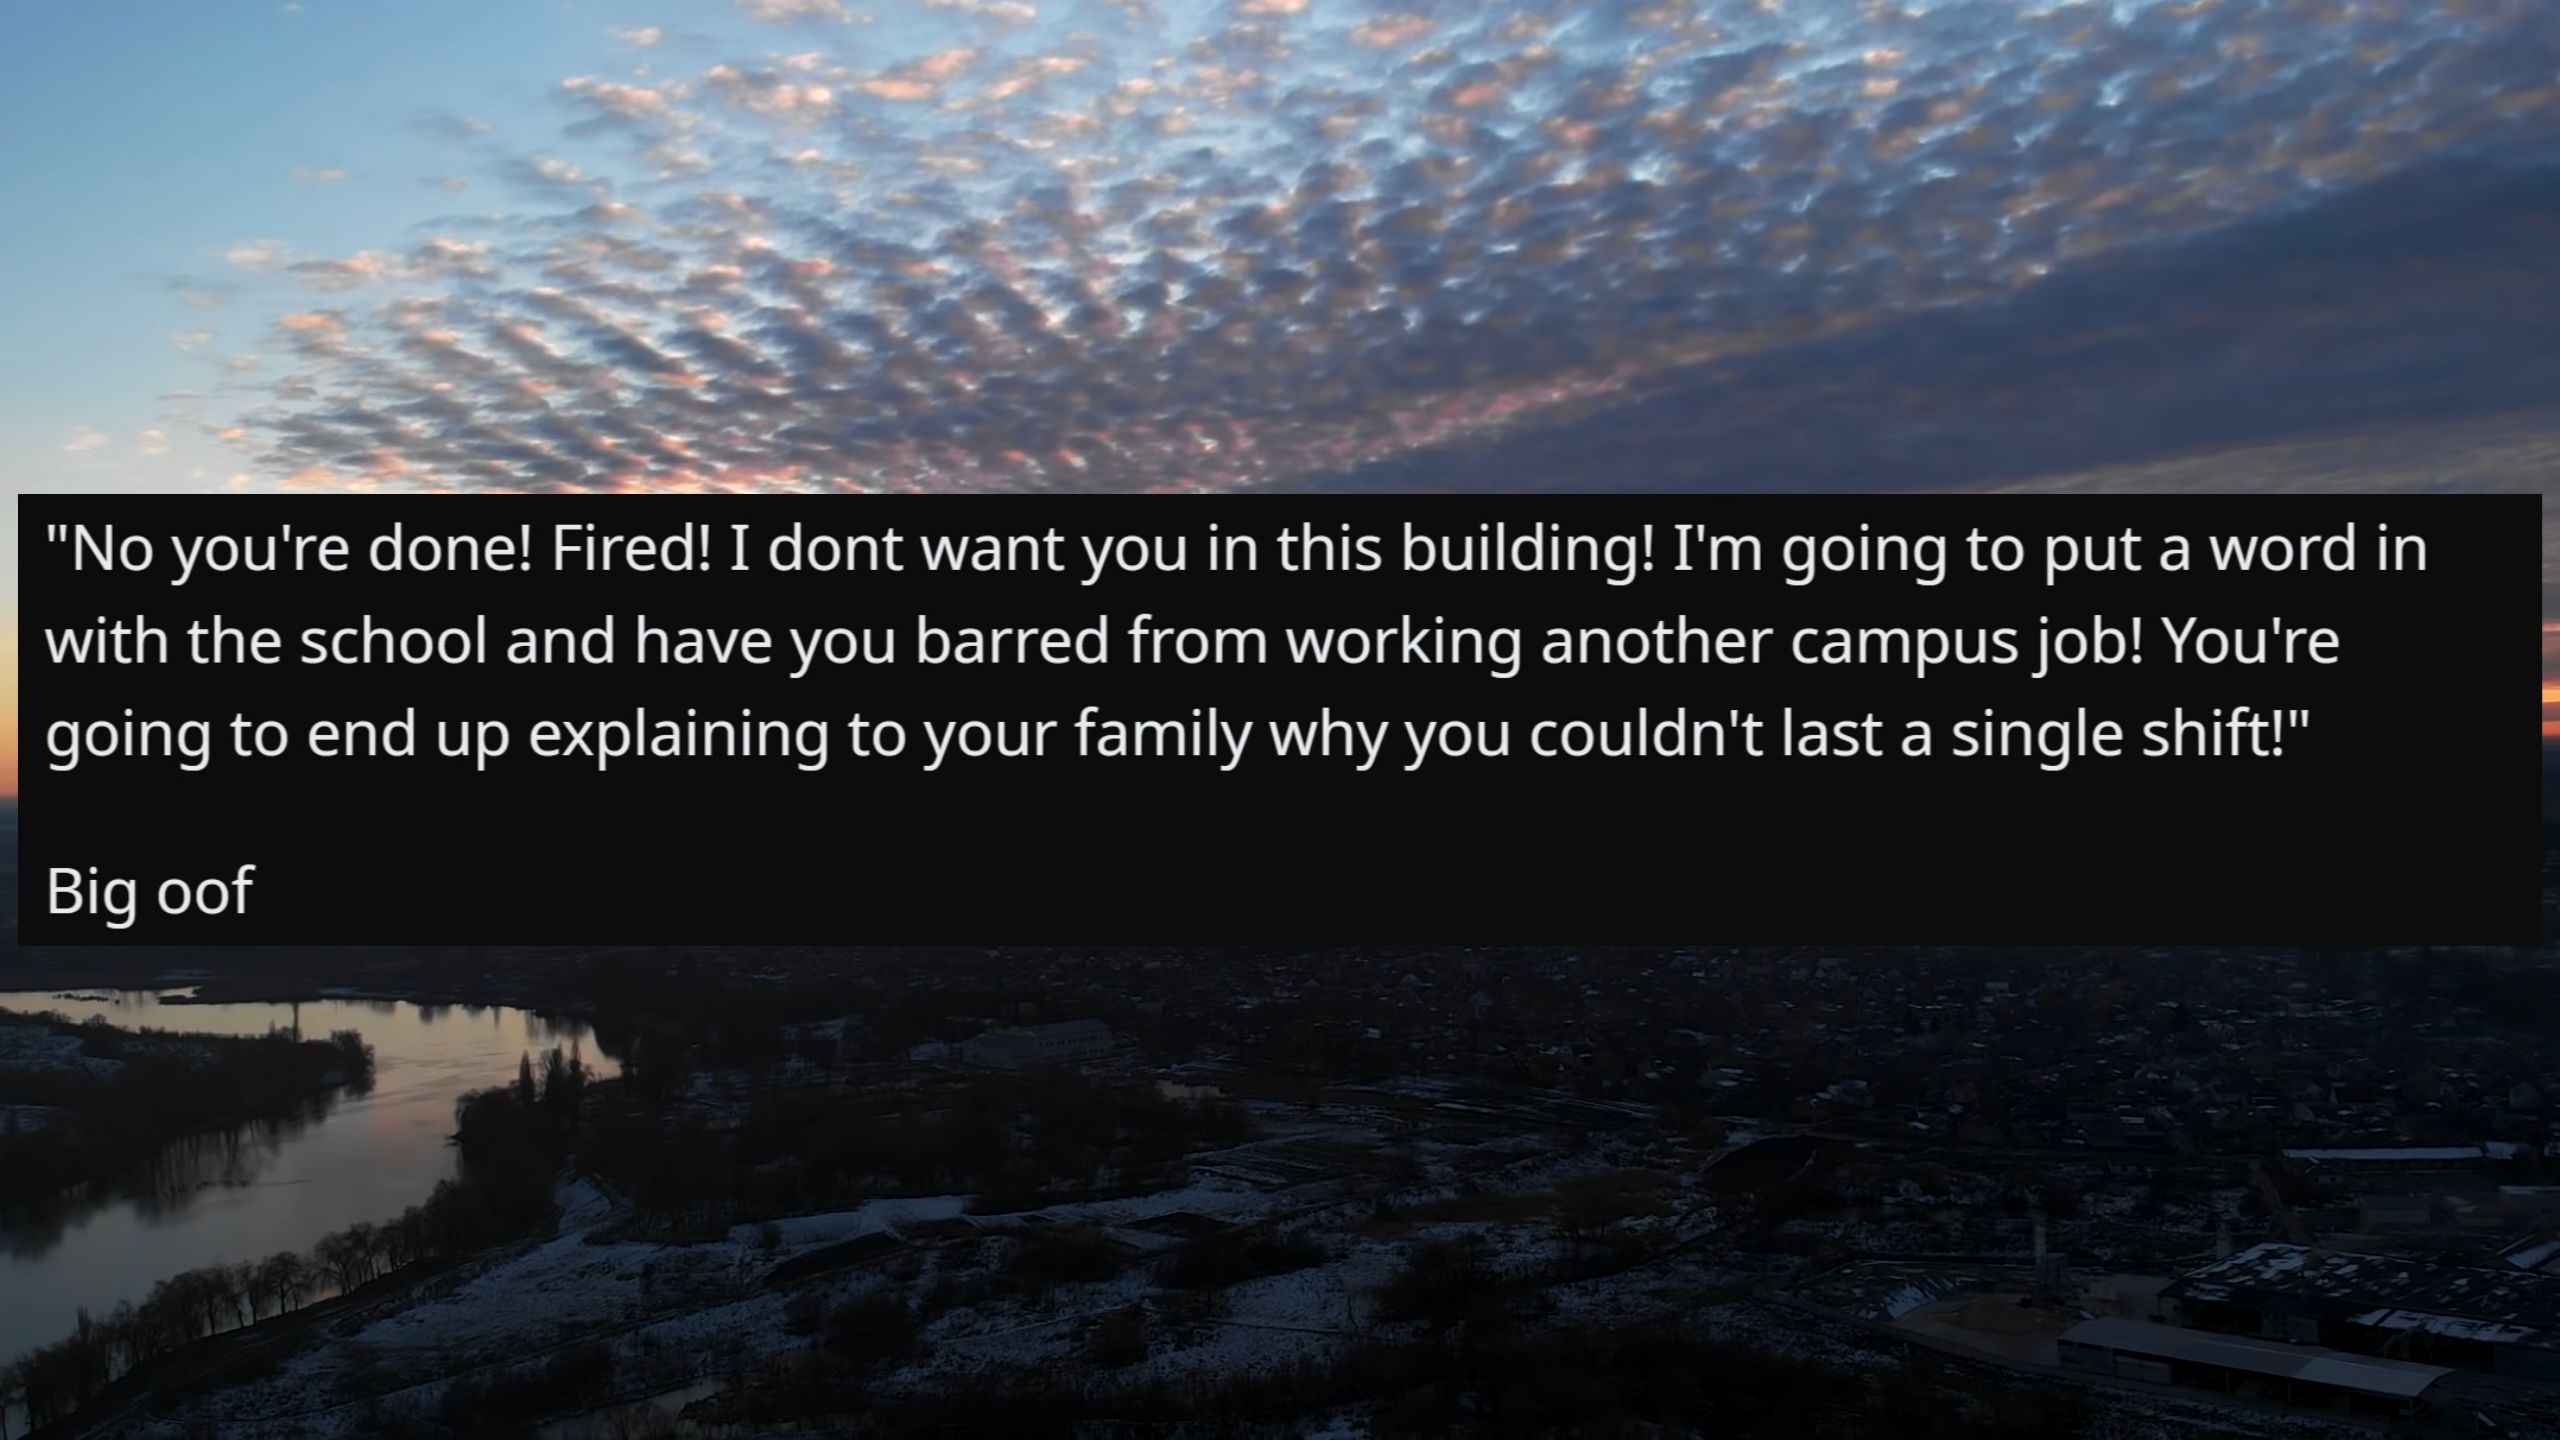 "No you're done! Fired! I dont want you in this building! I'm going to put a word in
with the school and have you barred from working another campus job! You're
going to end up explaining to your family why you couldn't last a single shift!"
Big oof